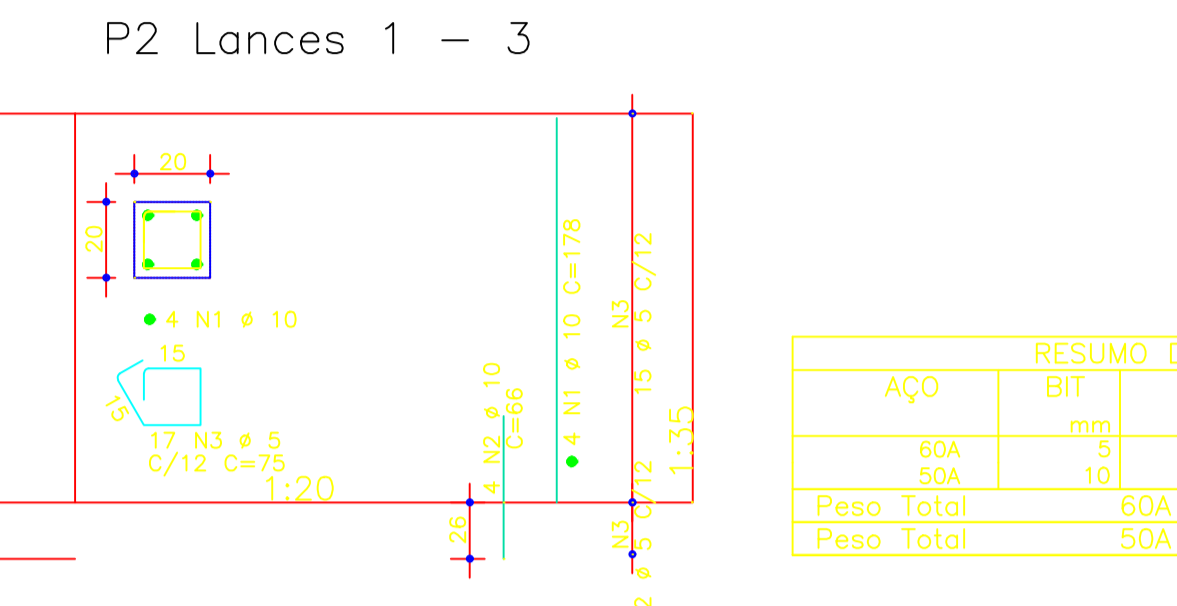 P2 Lances 1 - 3
20
20
4 N1 ø 10
15
15
17 N3 ø 5
C/12 C=75
1:20
26
4 N2 ø 10
C=66
4 N1 ø 10 C=178
N3
15 ø 5 C/12
1:35
N3
2 ø 5 C/12
RESUMO D
AÇO BIT
mm
60A 5
50A 10
Peso Total 60A
Peso Total 50A